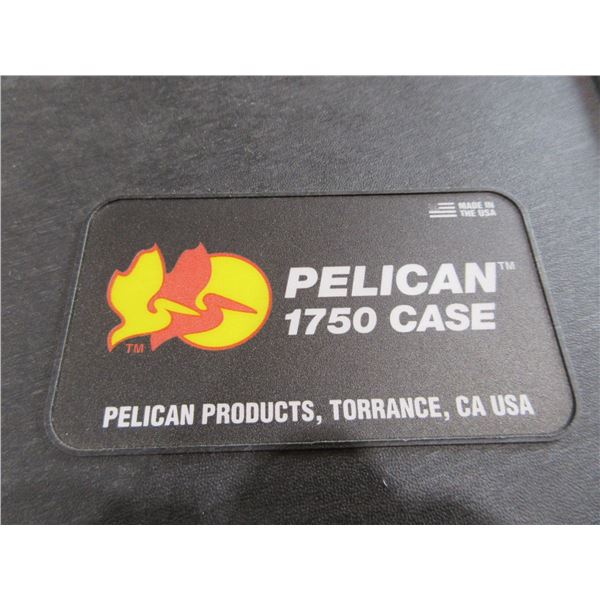 MADE IN
THE USA
PELICAN™
1750 CASE
TM
PELICAN PRODUCTS, TORRANCE, CA USA